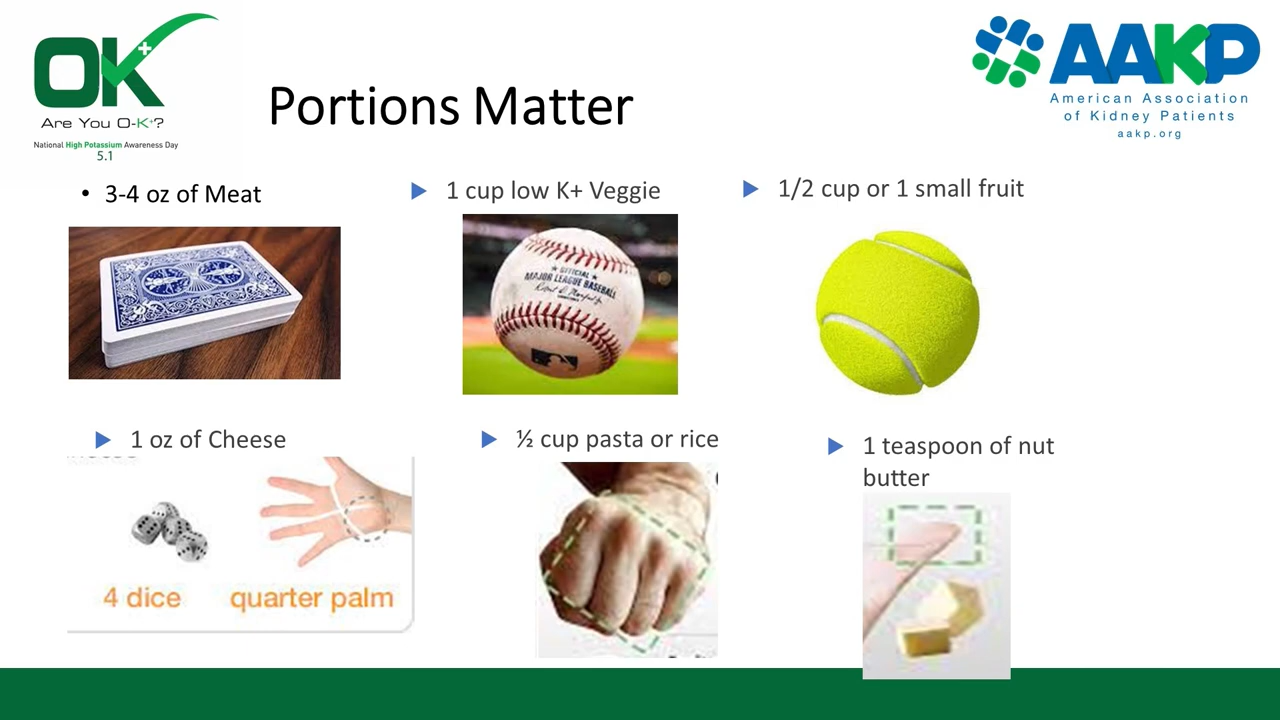 OK+
Are You O-K+?
National High Potassium Awareness Day
5.1
AAKP
American Association
of Kidney Patients
aakp.org
Portions Matter
• 3-4 oz of Meat
1 cup low K+ Veggie
1/2 cup or 1 small fruit
OFFICIAL
MAJOR LEAGUE BASEBALL
1 oz of Cheese
½ cup pasta or rice
1 teaspoon of nut
butter
4 dice
quarter palm